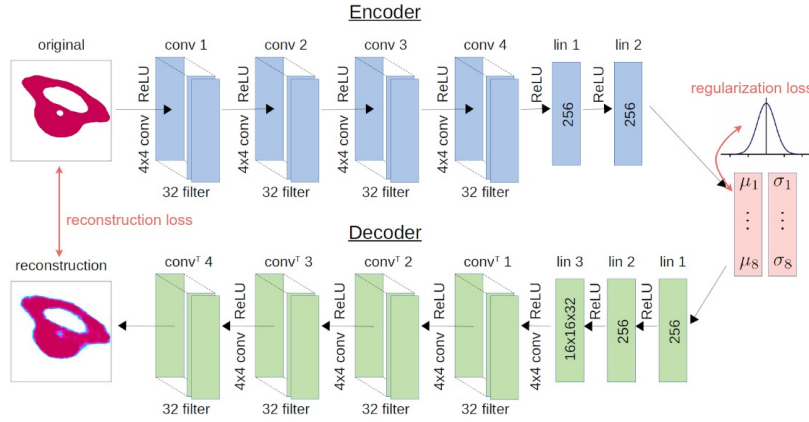 Encoder
original
conv 1
conv 2
conv 3
conv 4
lin 1
lin 2
4x4 conv
ReLU
4x4 conv
ReLU
4x4 conv
ReLU
4x4 conv
ReLU
ReLU
256
ReLU
256
32 filter
32 filter
32 filter
32 filter
regularization loss
μ₁
σ₁
⋮
⋮
μ₈
σ₈
reconstruction loss
Decoder
reconstruction
convᵀ 4
convᵀ 3
convᵀ 2
convᵀ 1
lin 3
lin 2
lin 1
4x4 conv
ReLU
4x4 conv
ReLU
4x4 conv
ReLU
4x4 conv
ReLU
16x16x32
ReLU
256
ReLU
256
32 filter
32 filter
32 filter
32 filter